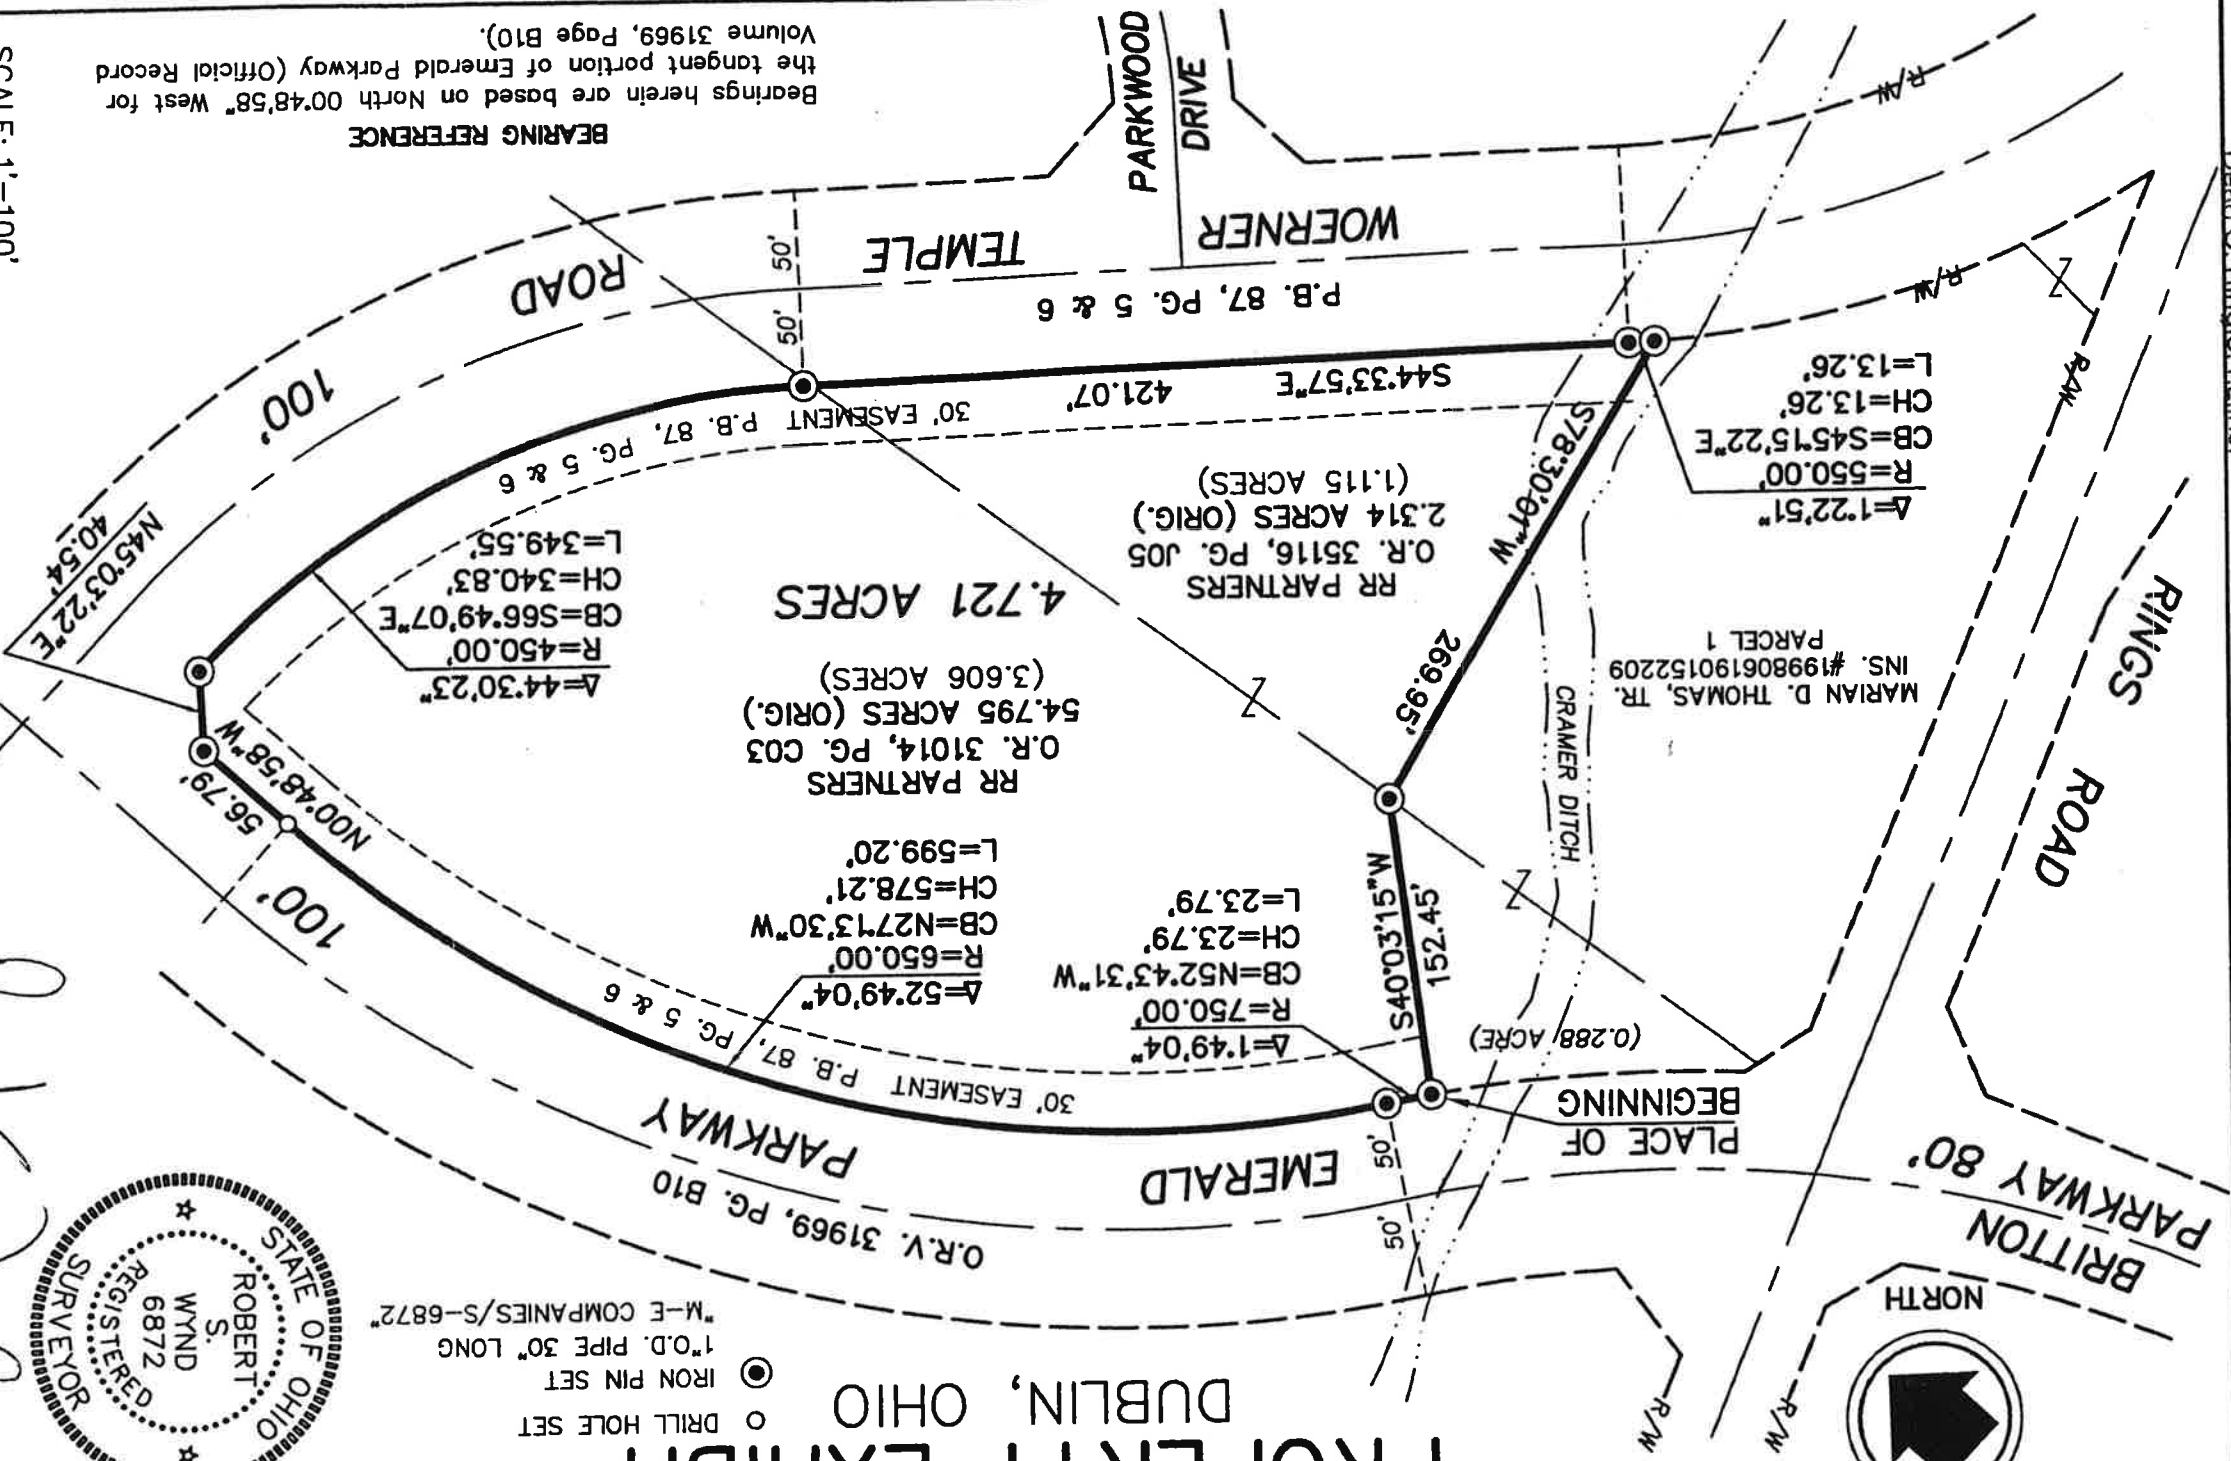 PROPERTY EXHIBIT
DUBLIN, OHIO
○ DRILL HOLE SET
IRON PIN SET
1"O.D. PIPE 30" LONG
"M-E COMPANIES/S-6872"
STATE OF OHIO
ROBERT
S.
WYND
6872
REGISTERED
SURVEYOR
NORTH
BRITTON
PARKWAY 80'
R/W
R/W
O.R.V. 31969, PG. B10
EMERALD
PARKWAY
100'
50'
50'
PLACE OF
BEGINNING
(0.288 ACRE)
30' EASEMENT P.B. 87, PG. 5 & 6
Δ=1°49'04"
R=750.00'
CB=N52°43'31"W
CH=23.79'
L=23.79'
Δ=52°49'04"
R=650.00'
CB=N27°13'30"W
CH=578.21'
L=599.20'
S40°03'15"W
152.45'
N00°48'58"W
56.79'
N45°03'22"E
40.54'
RR PARTNERS
O.R. 31014, PG. C03
54.795 ACRES (ORIG.)
(3.606 ACRES)
4.721 ACRES
RR PARTNERS
O.R. 35116, PG. J05
2.314 ACRES (ORIG.)
(1.115 ACRES)
CRAMER DITCH
MARIAN D. THOMAS, TR.
INS. #199806190152209
PARCEL 1
RINGS
ROAD
R/W
269.95'
S78°30'01"W
Δ=44°30'23"
R=450.00'
CB=S66°49'07"E
CH=340.83'
L=349.55'
Δ=1°22'51"
R=550.00'
CB=S45°15'22"E
CH=13.26'
L=13.26'
S44°33'57"E
421.07'
30' EASEMENT P.B. 87, PG. 5 & 6
P.B. 87, PG. 5 & 6
50'
50'
WOERNER
TEMPLE
ROAD
100'
R/W
R/W
PARKWOOD
DRIVE
BEARING REFERENCE
Bearings herein are based on North 00°48'58" West for
the tangent portion of Emerald Parkway (Official Record
Volume 31969, Page B10).
SCALE: 1"=100'